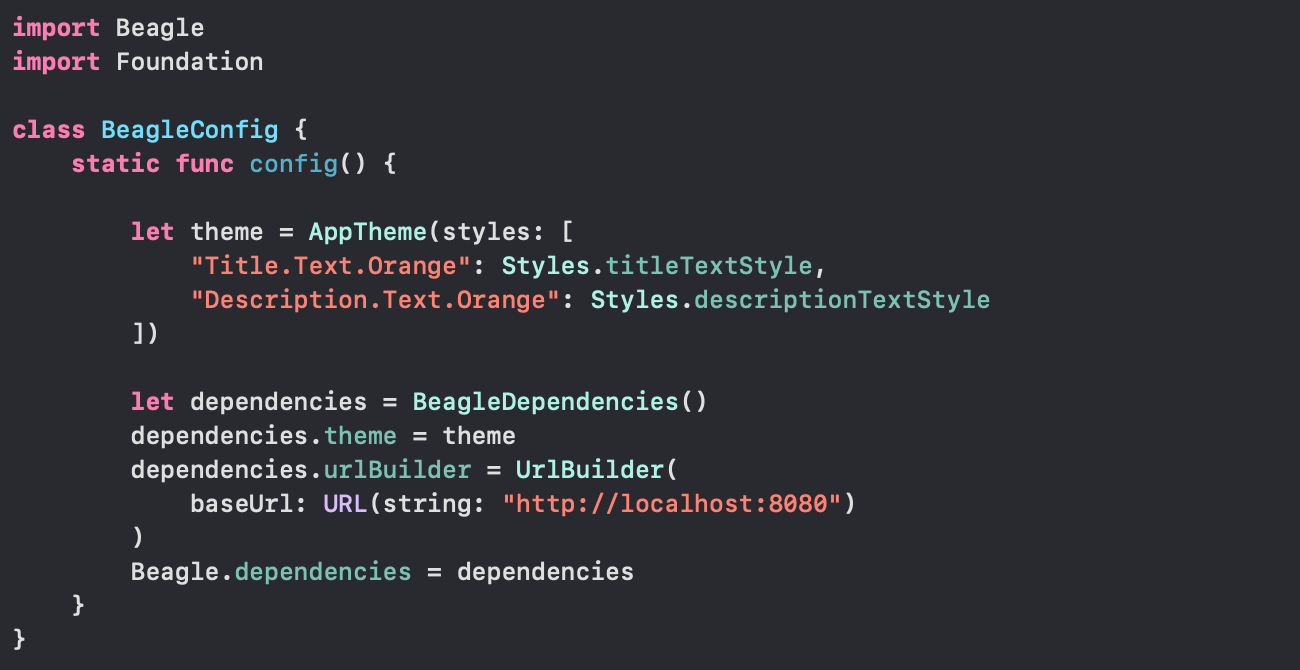 import Beagle
import Foundation
class BeagleConfig {
    static func config() {
        let theme = AppTheme(styles: [
            "Title.Text.Orange": Styles.titleTextStyle,
            "Description.Text.Orange": Styles.descriptionTextStyle
        ])
        let dependencies = BeagleDependencies()
        dependencies.theme = theme
        dependencies.urlBuilder = UrlBuilder(
            baseUrl: URL(string: "http://localhost:8080")
        )
        Beagle.dependencies = dependencies
    }
}